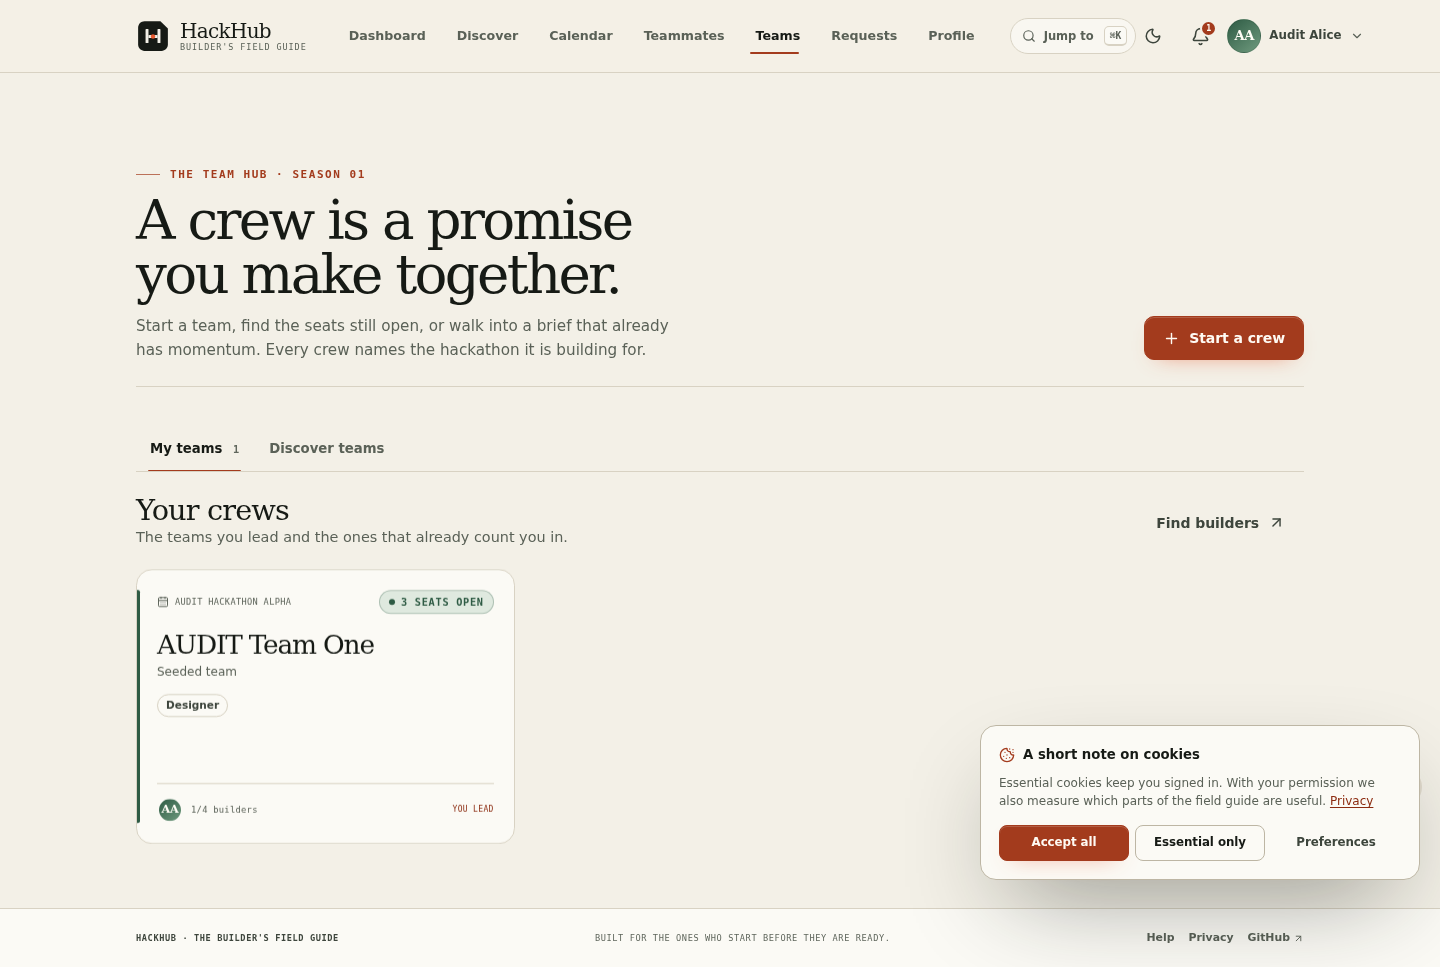 HackHub
BUILDER'S FIELD GUIDE
Dashboard
Discover
Calendar
Teammates
Teams
Requests
Profile
Jump to
⌘K
1
AA
Audit Alice
THE TEAM HUB · SEASON 01
A crew is a promise
you make together.
Start a team, find the seats still open, or walk into a brief that already
has momentum. Every crew names the hackathon it is building for.
Start a crew
My teams 1
Discover teams
Your crews
The teams you lead and the ones that already count you in.
Find builders
AUDIT HACKATHON ALPHA
3 SEATS OPEN
AUDIT Team One
Seeded team
Designer
AA
1/4 builders
YOU LEAD
A short note on cookies
Essential cookies keep you signed in. With your permission we
also measure which parts of the field guide are useful. Privacy
Accept all
Essential only
Preferences
HACKHUB · THE BUILDER'S FIELD GUIDE
BUILT FOR THE ONES WHO START BEFORE THEY ARE READY.
Help
Privacy
GitHub